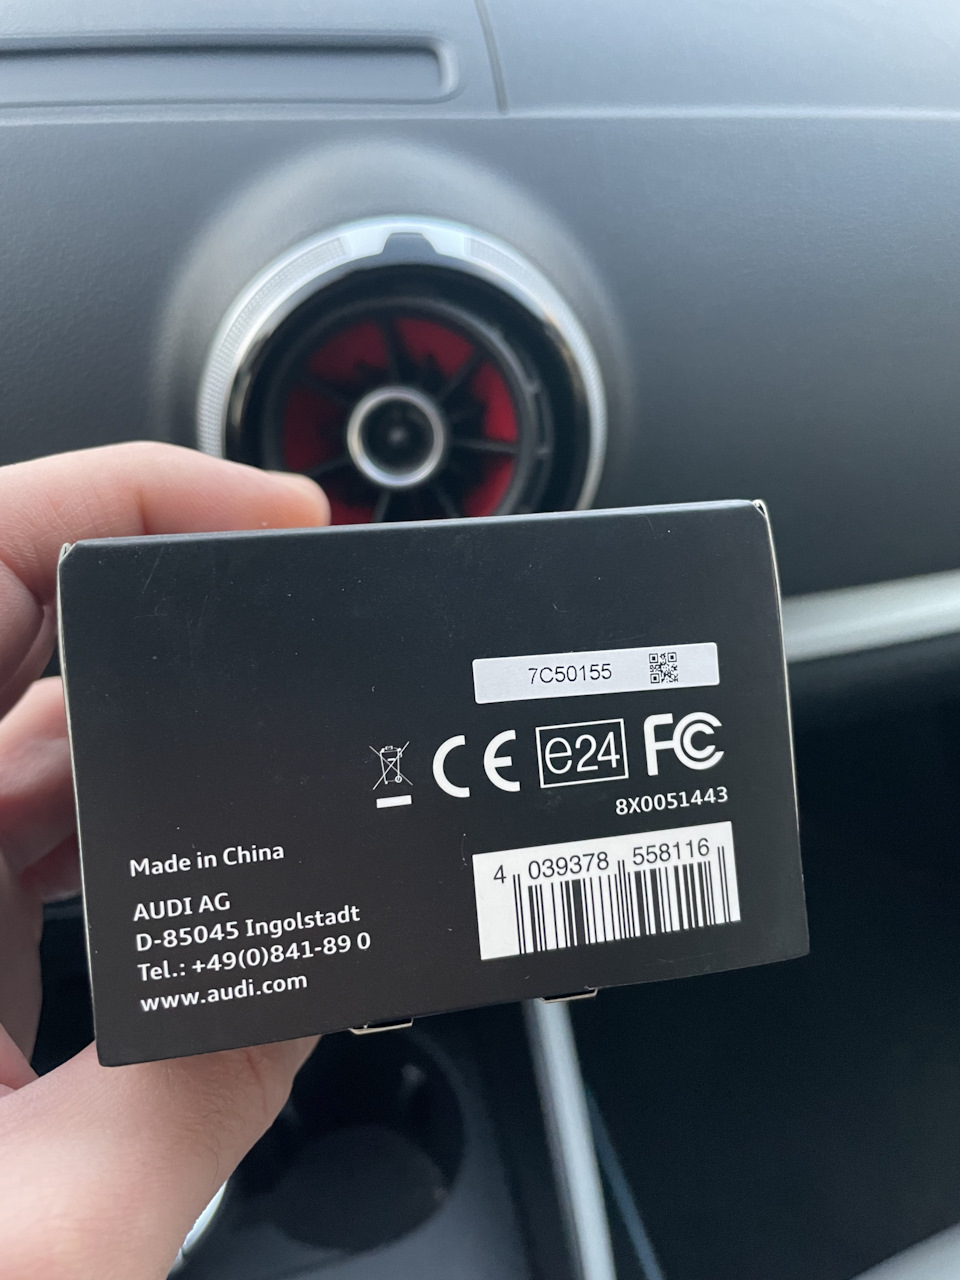 7C50155
CE e24 FC
8X0051443
4 039378 558116
Made in China
AUDI AG
D-85045 Ingolstadt
Tel.: +49(0)841-89 0
www.audi.com